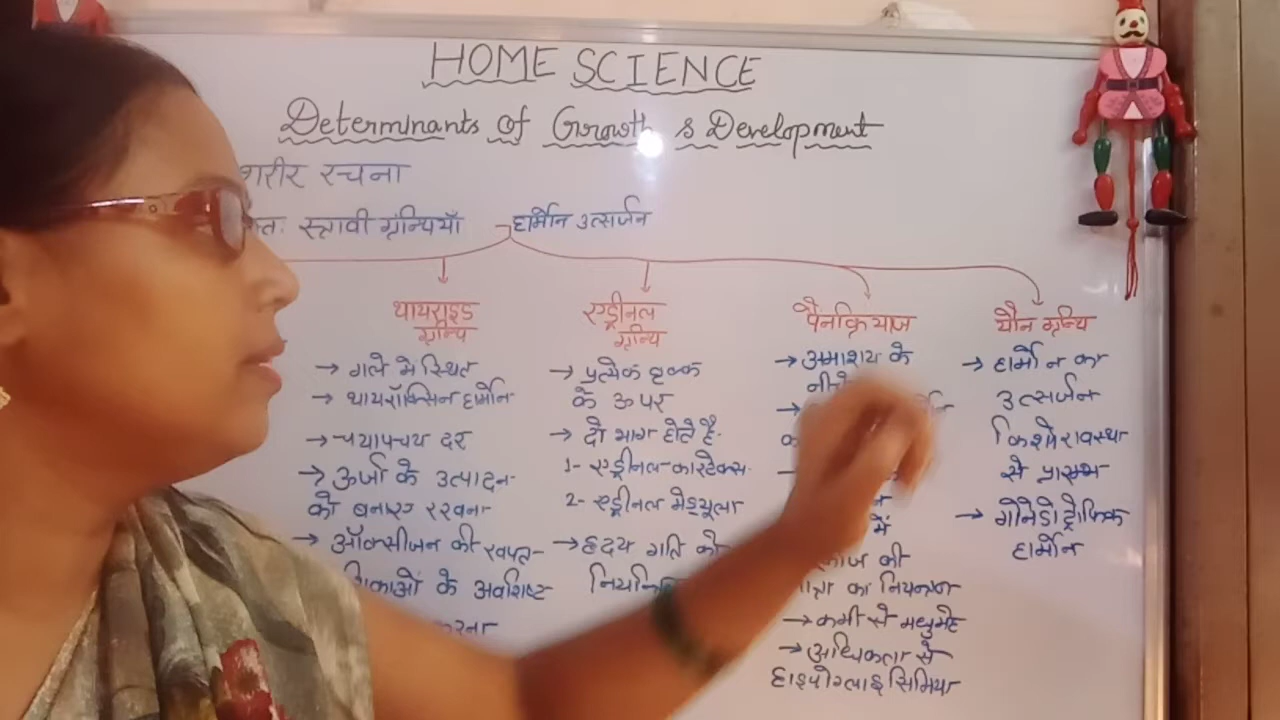 HOME SCIENCE
Determinants of Growth & Development
शरीर रचना
स्त्रावी ग्रन्थियाँ हार्मोन उत्सर्जन
थायराइड
ग्रन्थि
→ गले में स्थित
→ थायरॉक्सिन हार्मोन
→ चयापचय दर
→ ऊर्जा के उत्पादन
को बनाए रखना
→ ऑक्सीजन की खपत
के अवशिष्ट
करना
एड्रीनल
ग्रन्थि
→ प्रत्येक वृक्क
के ऊपर
→ दो भाग होते है
1- एड्रीनल-कारटेक्स
2- एड्रीनल मेड्यूला
→ हृदय गति को
पैनक्रियाज
→ अमाशय के
में
की
का नियन्त्रण
→ कमी से मधुमेह
→ अधिकता से
हाइपोग्लाइसिमिया
यौन ग्रन्थि
→ हार्मोन का
उत्सर्जन
किशोरावस्था
से प्रारम्भ
→ गोनेडोट्रोफिक
हार्मोन